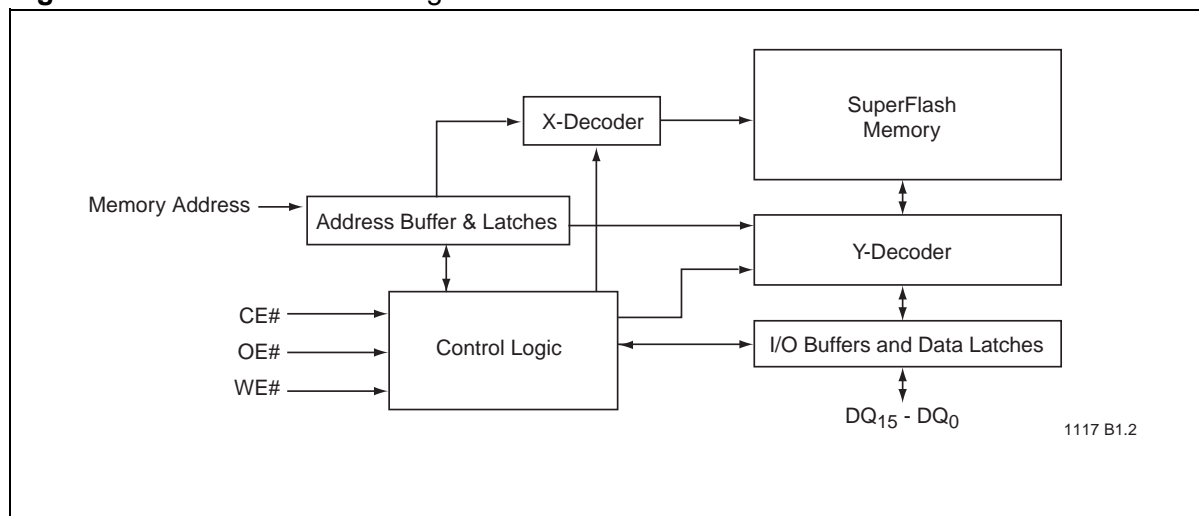 SuperFlash
Memory
X-Decoder
Memory Address
Address Buffer & Latches
Y-Decoder
CE#
OE#
WE#
Control Logic
I/O Buffers and Data Latches
DQ15 - DQ0
1117 B1.2